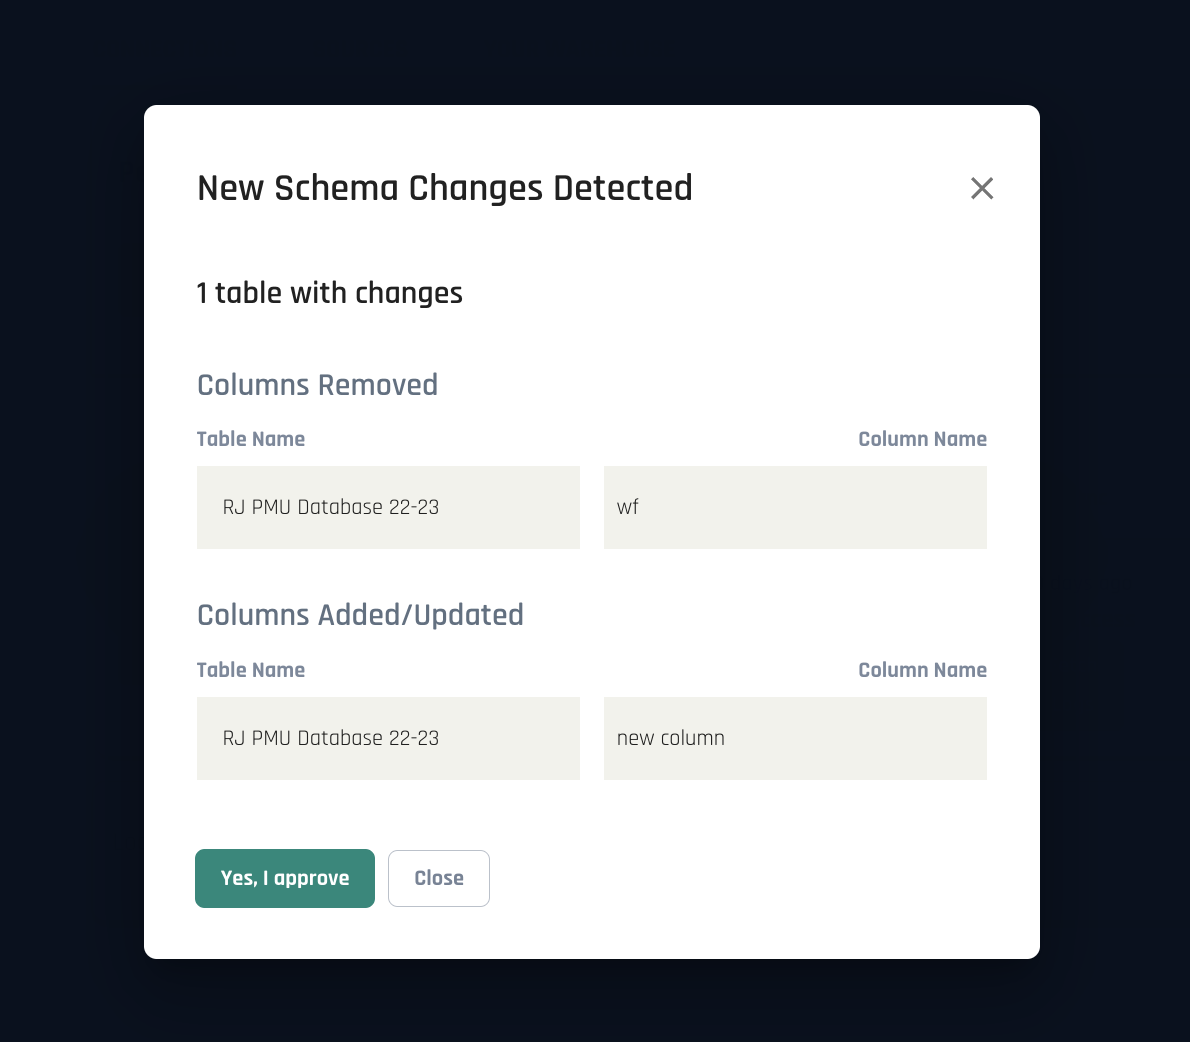 New Schema Changes Detected
1 table with changes
Columns Removed
Table Name Column Name
RJ PMU Database 22-23 wf
Columns Added/Updated
Table Name Column Name
RJ PMU Database 22-23 new column
Yes, I approve Close